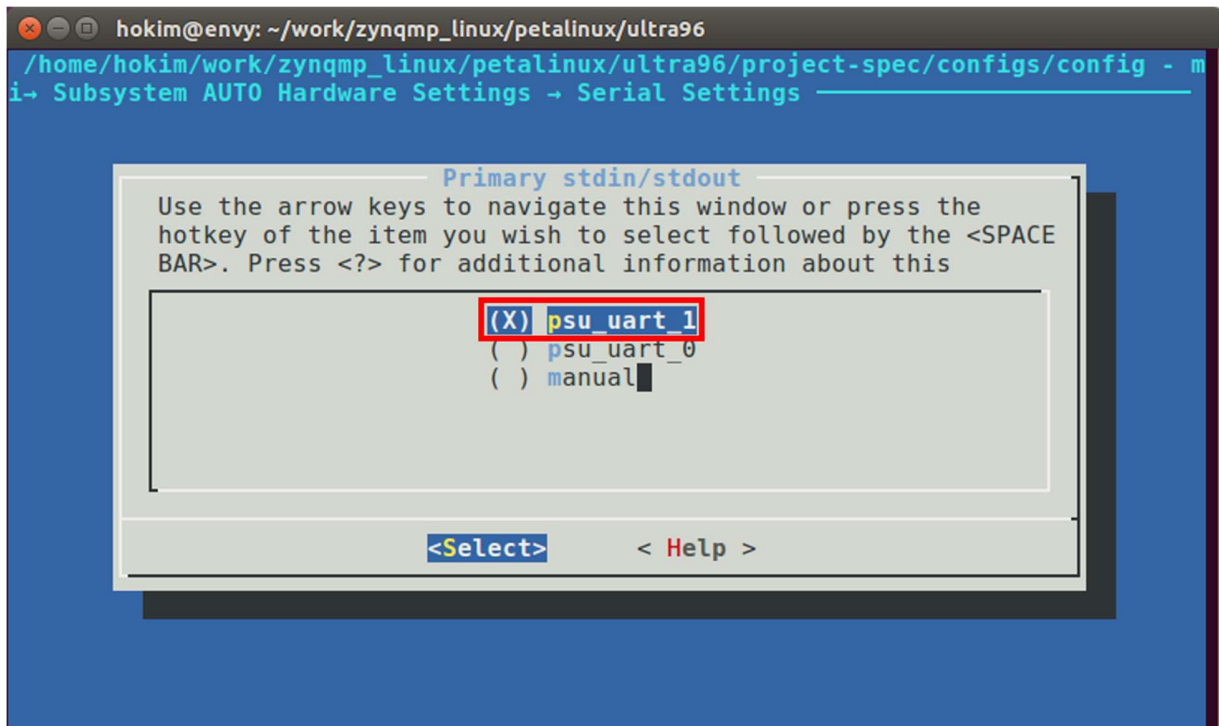 hokim@envy: ~/work/zynqmp_linux/petalinux/ultra96
/home/hokim/work/zynqmp_linux/petalinux/ultra96/project-spec/configs/config - m
i→ Subsystem AUTO Hardware Settings → Serial Settings
Primary stdin/stdout
Use the arrow keys to navigate this window or press the
hotkey of the item you wish to select followed by the <SPACE
BAR>. Press <?> for additional information about this
(X) psu_uart_1
( ) psu_uart_0
( ) manual
<Select> < Help >